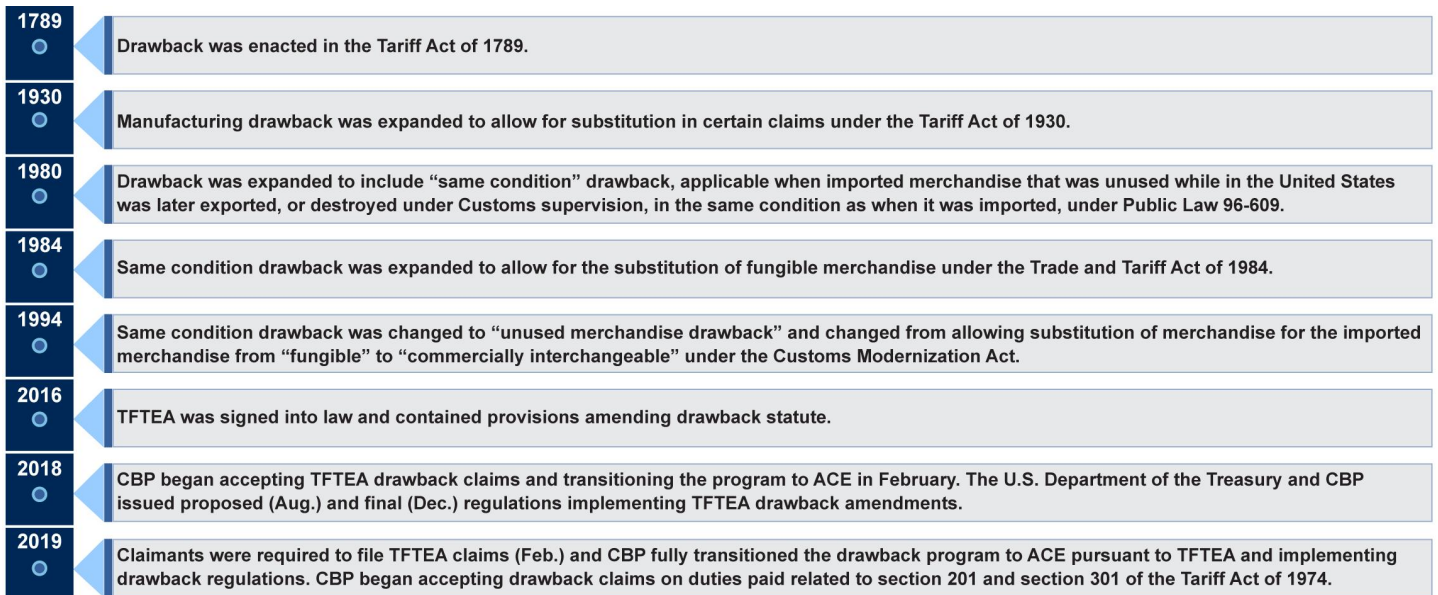 1789
Drawback was enacted in the Tariff Act of 1789.
1930
Manufacturing drawback was expanded to allow for substitution in certain claims under the Tariff Act of 1930.
1980
Drawback was expanded to include “same condition” drawback, applicable when imported merchandise that was unused while in the United States
was later exported, or destroyed under Customs supervision, in the same condition as when it was imported, under Public Law 96-609.
1984
Same condition drawback was expanded to allow for the substitution of fungible merchandise under the Trade and Tariff Act of 1984.
1994
Same condition drawback was changed to “unused merchandise drawback” and changed from allowing substitution of merchandise for the imported
merchandise from “fungible” to “commercially interchangeable” under the Customs Modernization Act.
2016
TFTEA was signed into law and contained provisions amending drawback statute.
2018
CBP began accepting TFTEA drawback claims and transitioning the program to ACE in February. The U.S. Department of the Treasury and CBP
issued proposed (Aug.) and final (Dec.) regulations implementing TFTEA drawback amendments.
2019
Claimants were required to file TFTEA claims (Feb.) and CBP fully transitioned the drawback program to ACE pursuant to TFTEA and implementing
drawback regulations. CBP began accepting drawback claims on duties paid related to section 201 and section 301 of the Tariff Act of 1974.